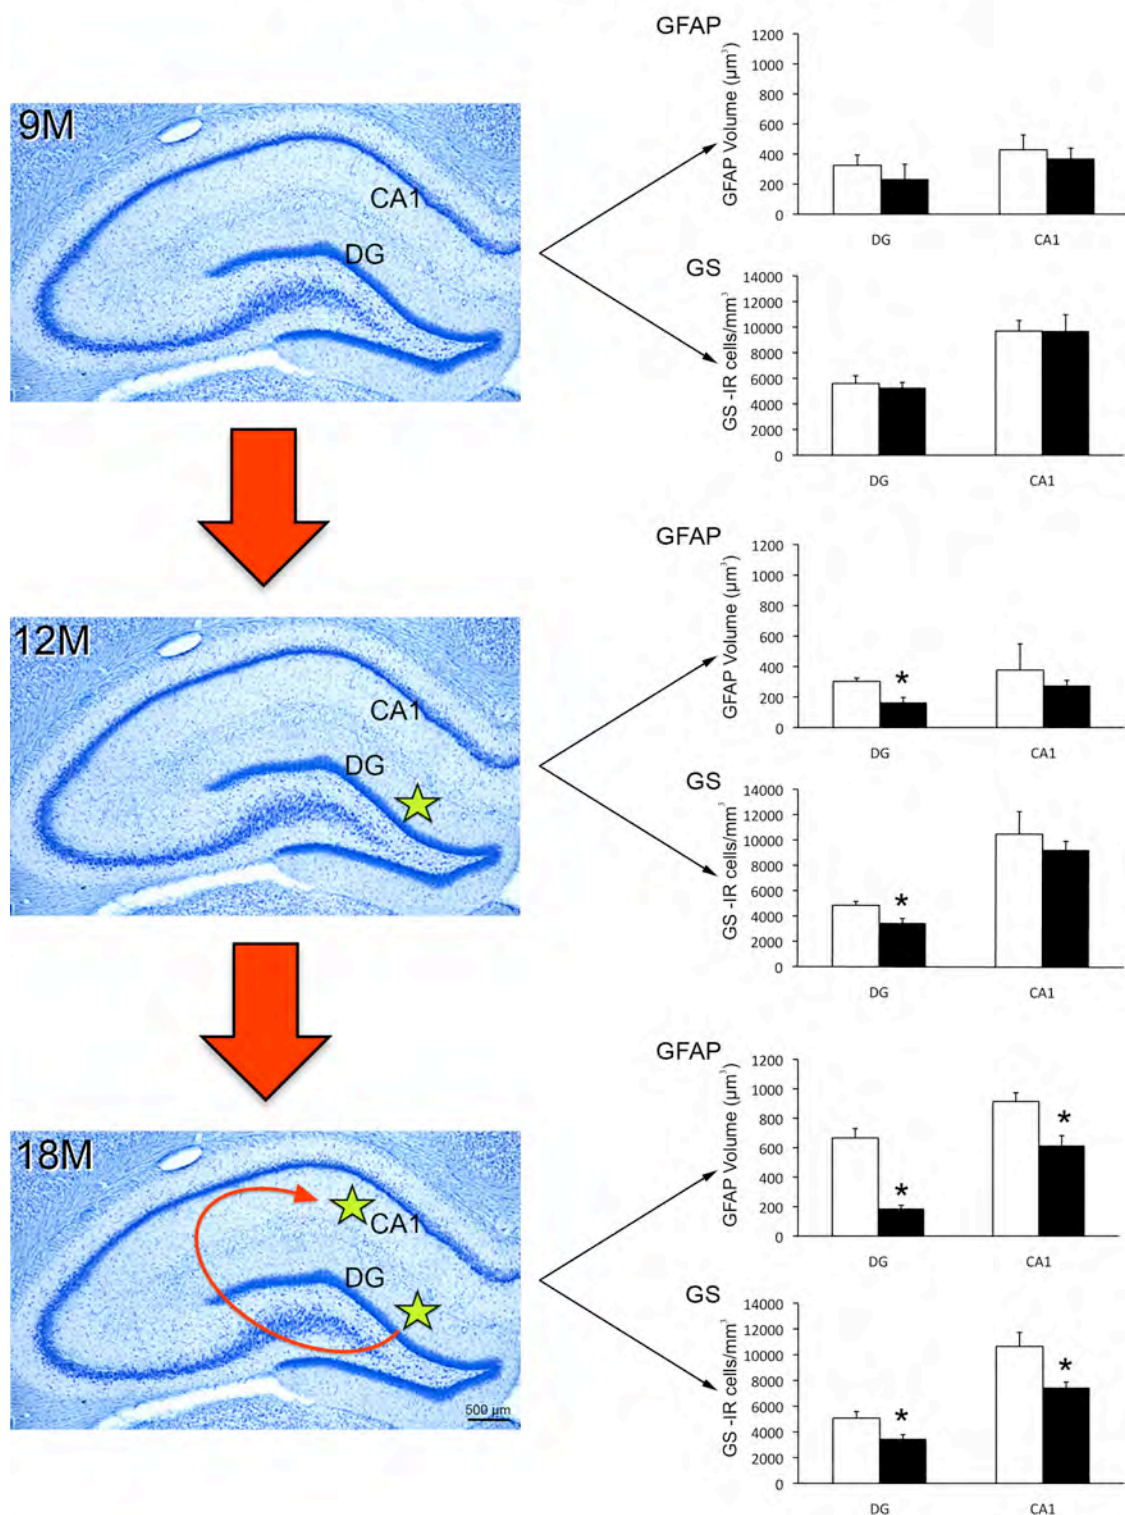 9M
CA1
DG
GFAP
GFAP Volume (µm³)
1200
1000
800
600
400
200
0
DG CA1
GS
GS -IR cells/mm³
14000
12000
10000
8000
6000
4000
2000
0
DG CA1
12M
CA1
DG
GFAP
GFAP Volume (µm³)
1200
1000
800
600
400
200
0
*
DG CA1
GS
GS -IR cells/mm³
14000
12000
10000
8000
6000
4000
2000
0
*
DG CA1
18M
CA1
DG
500 µm
GFAP
GFAP Volume (µm³)
1200
1000
800
600
400
200
0
* *
DG CA1
GS
GS -IR cells/mm³
14000
12000
10000
8000
6000
4000
2000
0
* *
DG CA1